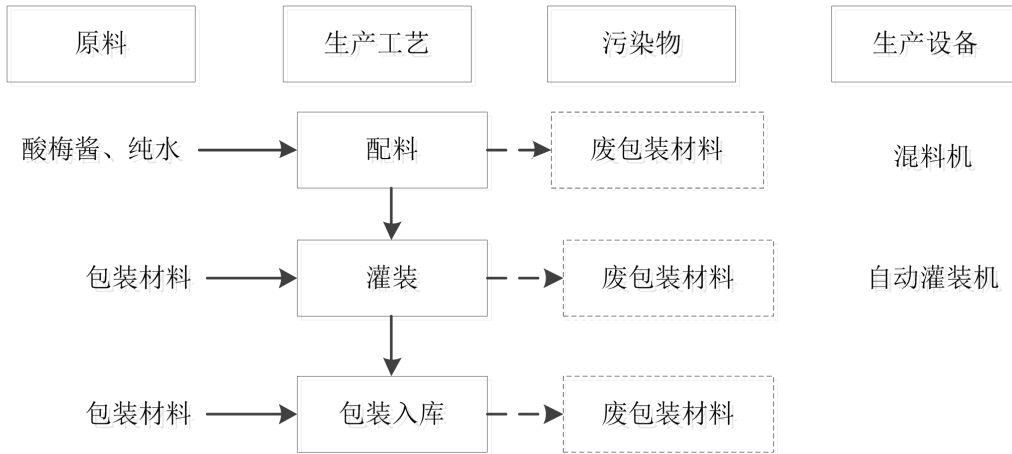 原料 生产工艺 污染物 生产设备
酸梅酱、纯水 配料 废包装材料 混料机
包装材料 灌装 废包装材料 自动灌装机
包装材料 包装入库 废包装材料